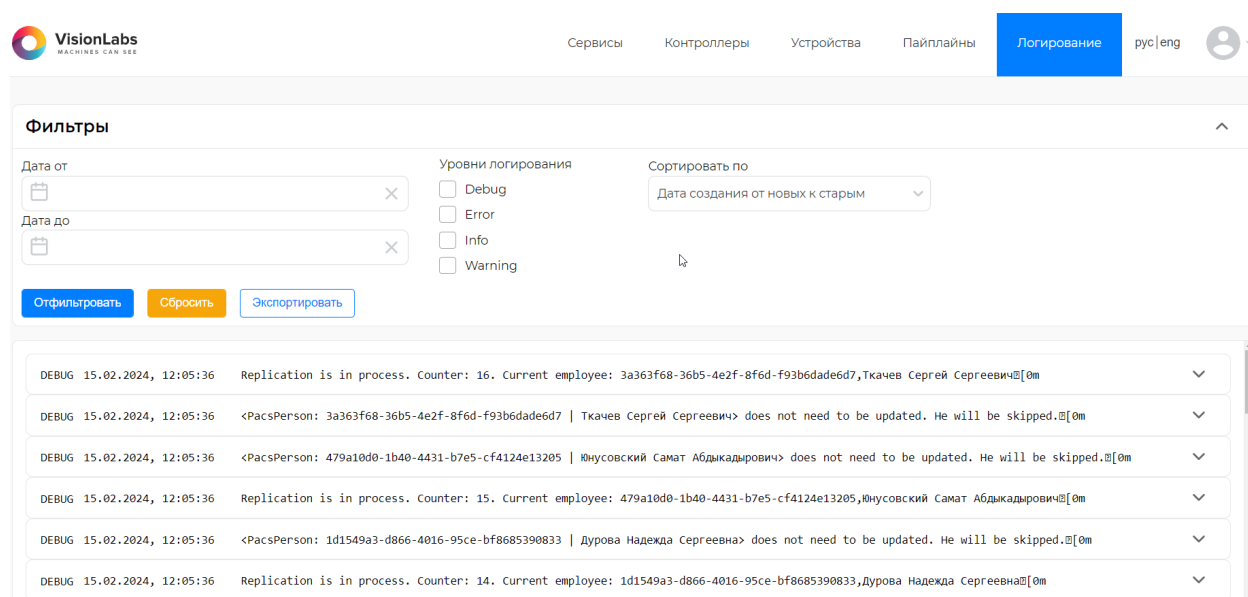 VisionLabs
MACHINES CAN SEE
Сервисы Контроллеры Устройства Пайплайны Логирование рус|eng
Фильтры
Дата от
Дата до
Уровни логирования
Debug
Error
Info
Warning
Сортировать по
Дата создания от новых к старым
Отфильтровать Сбросить Экспортировать
DEBUG 15.02.2024, 12:05:36 Replication is in process. Counter: 16. Current employee: 3a363f68-36b5-4e2f-8f6d-f93b6dade6d7,Ткачев Сергей Сергеевич[0m
DEBUG 15.02.2024, 12:05:36 <PacsPerson: 3a363f68-36b5-4e2f-8f6d-f93b6dade6d7 | Ткачев Сергей Сергеевич> does not need to be updated. He will be skipped.[0m
DEBUG 15.02.2024, 12:05:36 <PacsPerson: 479a10d0-1b40-4431-b7e5-cf4124e13205 | Юнусовский Самат Абдыкадырович> does not need to be updated. He will be skipped.[0m
DEBUG 15.02.2024, 12:05:36 Replication is in process. Counter: 15. Current employee: 479a10d0-1b40-4431-b7e5-cf4124e13205,Юнусовский Самат Абдыкадырович[0m
DEBUG 15.02.2024, 12:05:36 <PacsPerson: 1d1549a3-d866-4016-95ce-bf8685390833 | Дурова Надежда Сергеевна> does not need to be updated. He will be skipped.[0m
DEBUG 15.02.2024, 12:05:36 Replication is in process. Counter: 14. Current employee: 1d1549a3-d866-4016-95ce-bf8685390833,Дурова Надежда Сергеевна[0m